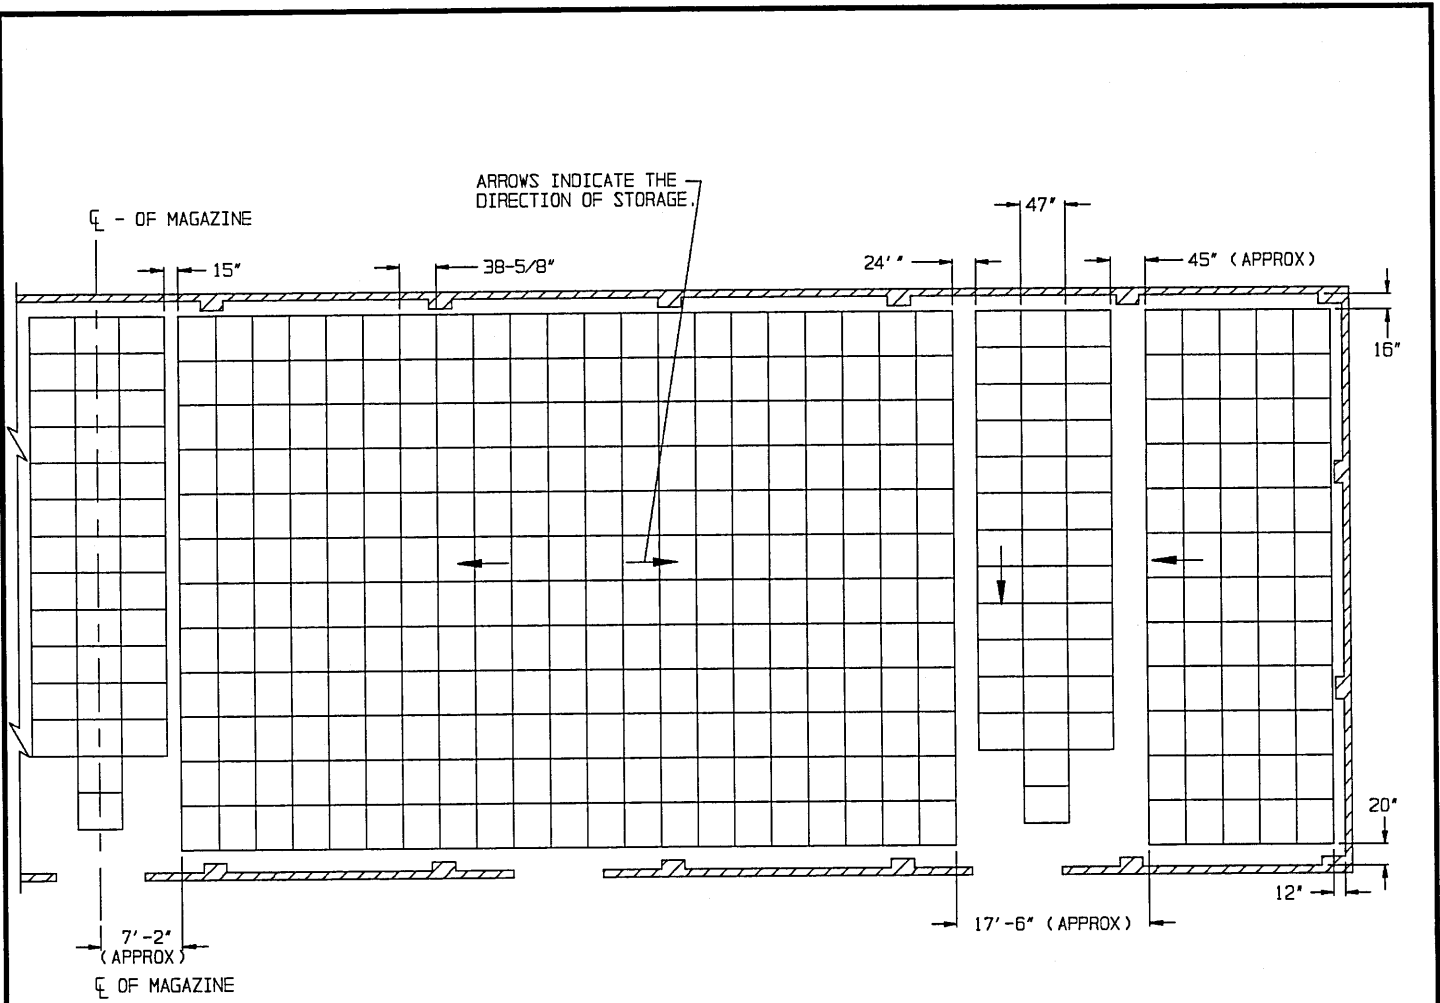 ARROWS INDICATE THE
DIRECTION OF STORAGE.
℄ - OF MAGAZINE
47"
15"
38-5/8"
24'"
45" (APPROX)
16"
20"
12"
17'-6" (APPROX)
7'-2"
(APPROX)
℄ OF MAGAZINE